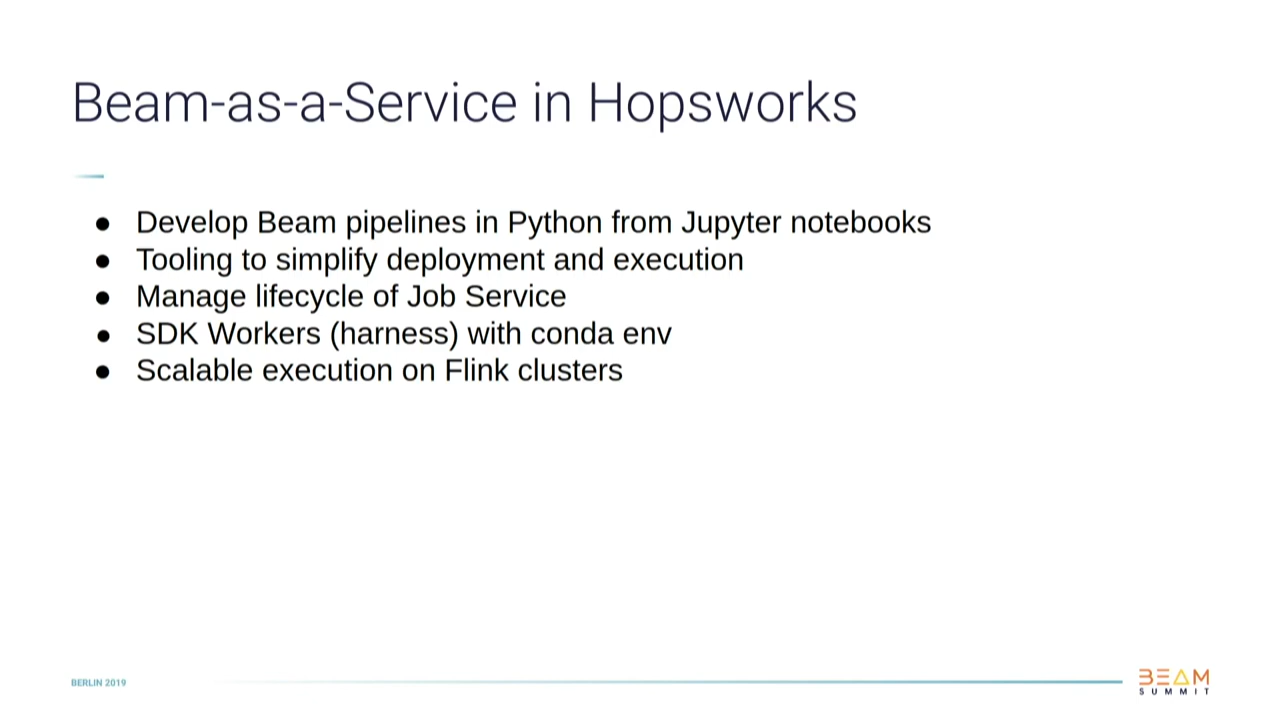 Beam-as-a-Service in Hopsworks
● Develop Beam pipelines in Python from Jupyter notebooks
● Tooling to simplify deployment and execution
● Manage lifecycle of Job Service
● SDK Workers (harness) with conda env
● Scalable execution on Flink clusters
BERLIN 2019
BEAM
SUMMIT